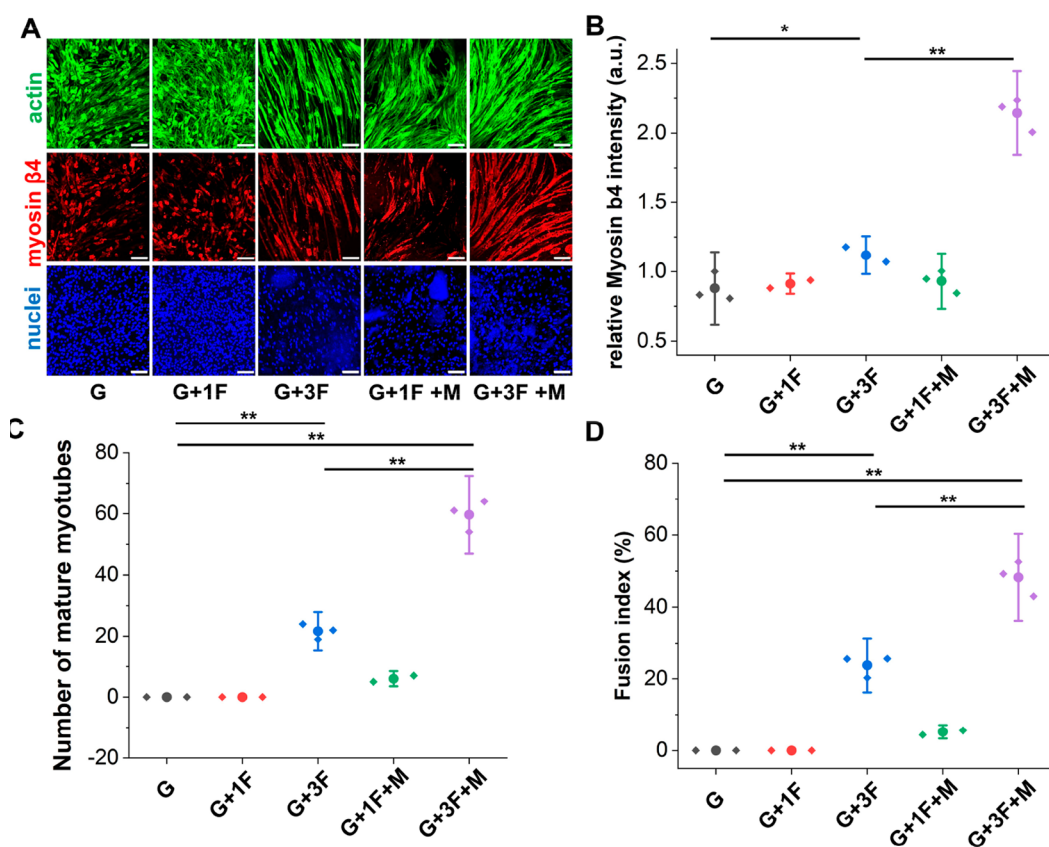 A
actin
myosin β4
nuclei
G
G+1F
G+3F
G+1F +M
G+3F +M
B
relative Myosin b4 intensity (a.u.)
2.5
2.0
1.5
1.0
0.5
*
**
G
G+1F
G+3F
G+1F+M
G+3F+M
C
Number of mature myotubes
80
60
40
20
0
-20
**
**
**
G
G+1F
G+3F
G+1F+M
G+3F+M
D
Fusion index (%)
80
60
40
20
0
**
**
**
G
G+1F
G+3F
G+1F+M
G+3F+M